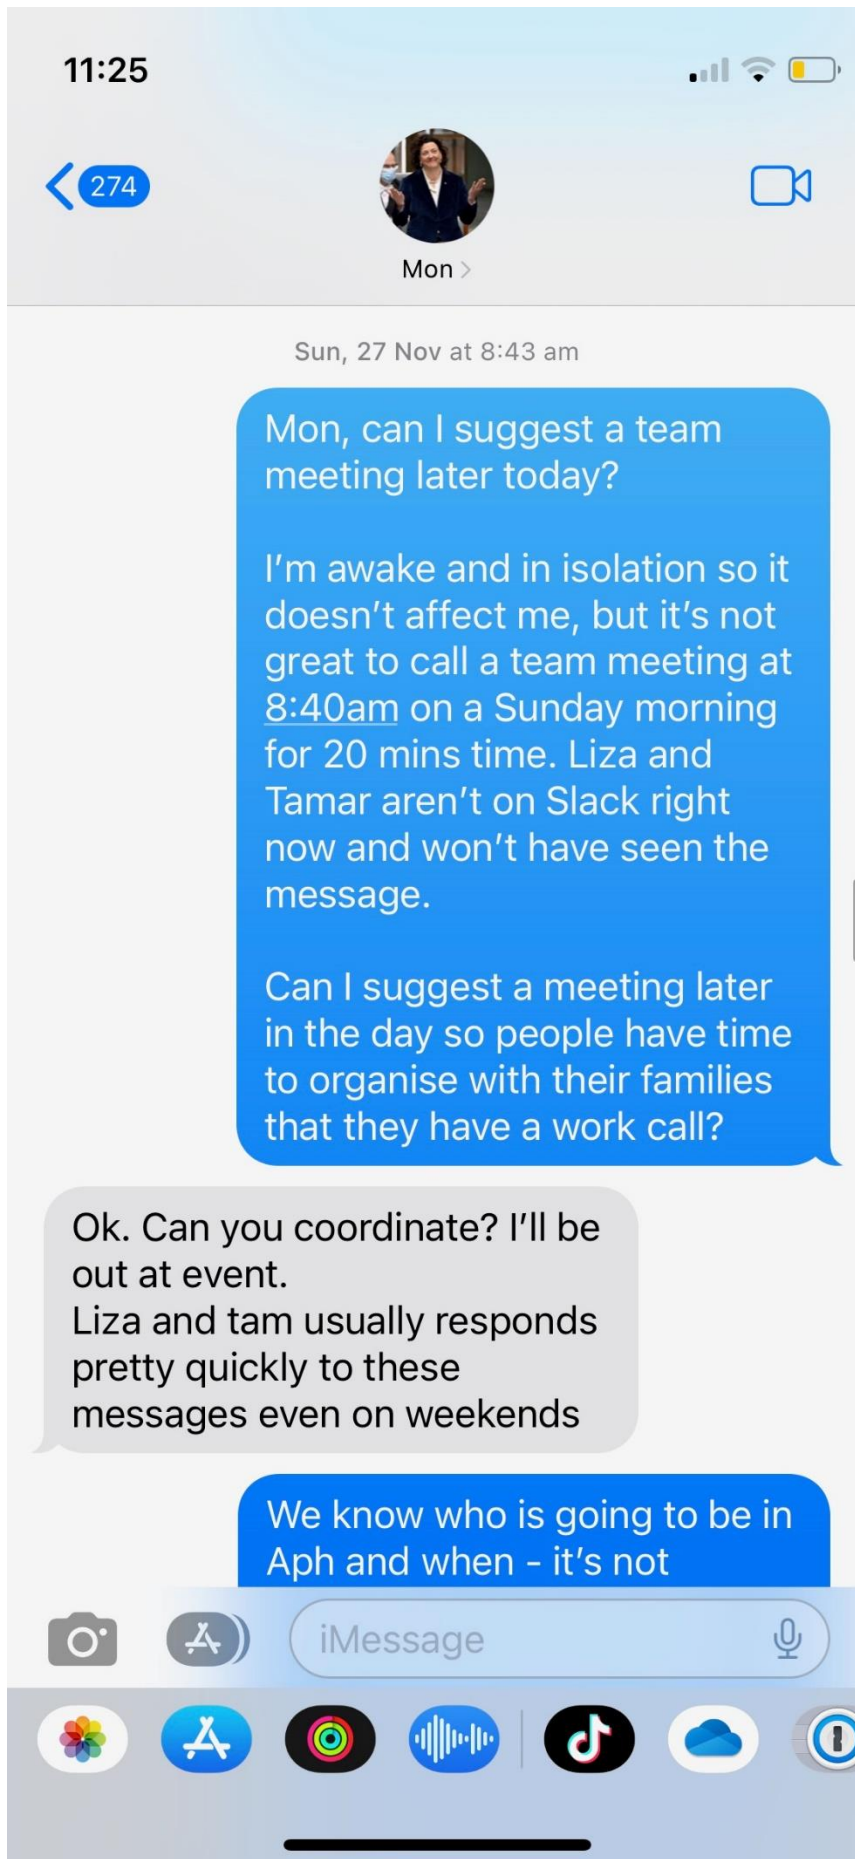 11:25
274
Mon
Sun, 27 Nov at 8:43 am
Mon, can I suggest a team
meeting later today?
I’m awake and in isolation so it
doesn’t affect me, but it’s not
great to call a team meeting at
8:40am on a Sunday morning
for 20 mins time. Liza and
Tamar aren’t on Slack right
now and won’t have seen the
message.
Can I suggest a meeting later
in the day so people have time
to organise with their families
that they have a work call?
Ok. Can you coordinate? I’ll be
out at event.
Liza and tam usually responds
pretty quickly to these
messages even on weekends
We know who is going to be in
Aph and when - it’s not
iMessage